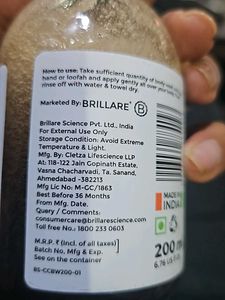 How to use: Take sufficient quantity of body wash
hand or loofah and apply gently all over your body
rinse off with water & towel dry.
Marketed By: BRILLARE® B
Brillare Science Pvt. Ltd., India
For External Use Only
Storage Condition: Avoid Extreme
Temperature & Light.
Mfg. By: Cletza Lifescience LLP
At: 118-122 Jain Gopinath Estate,
Vasna Chacharvadi, Ta. Sanand,
Ahmedabad -382213
Mfg Lic No: M-GC/1863
Best Before 36 Months
From Mfg. Date.
Query / Comments:
consumercare@brillarescience.com
Toll free no.: 1800 233 0603
M.R.P. ₹ (Incl. of all taxes)
Batch No, Mfg & Exp.
See on the container
BS-CCBW200-01
MADE
INDIA
200 m
6.76 US F